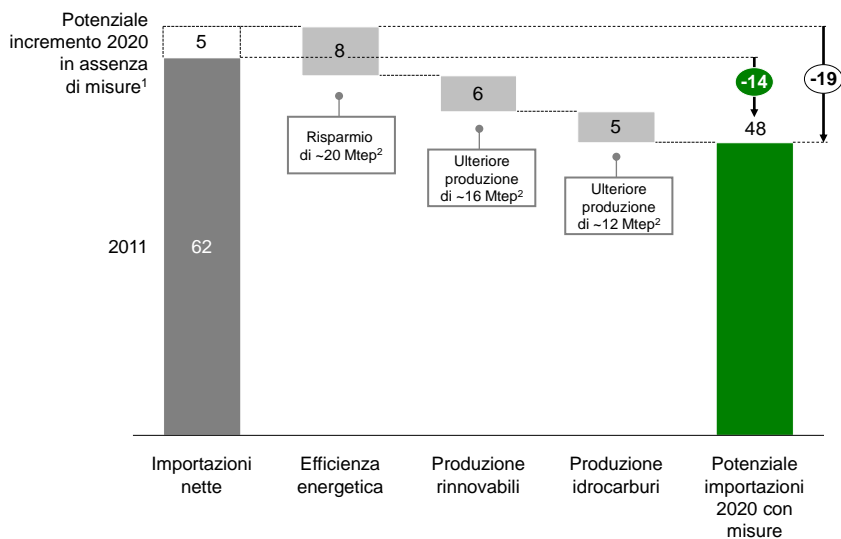 Potenziale
incremento 2020
in assenza
di misure¹
5
8
6
5
-14
-19
48
Risparmio
di ~20 Mtep²
Ulteriore
produzione
di ~16 Mtep²
Ulteriore
produzione
di ~12 Mtep²
2011
62
Importazioni
nette
Efficienza
energetica
Produzione
rinnovabili
Produzione
idrocarburi
Potenziale
importazioni
2020 con
misure